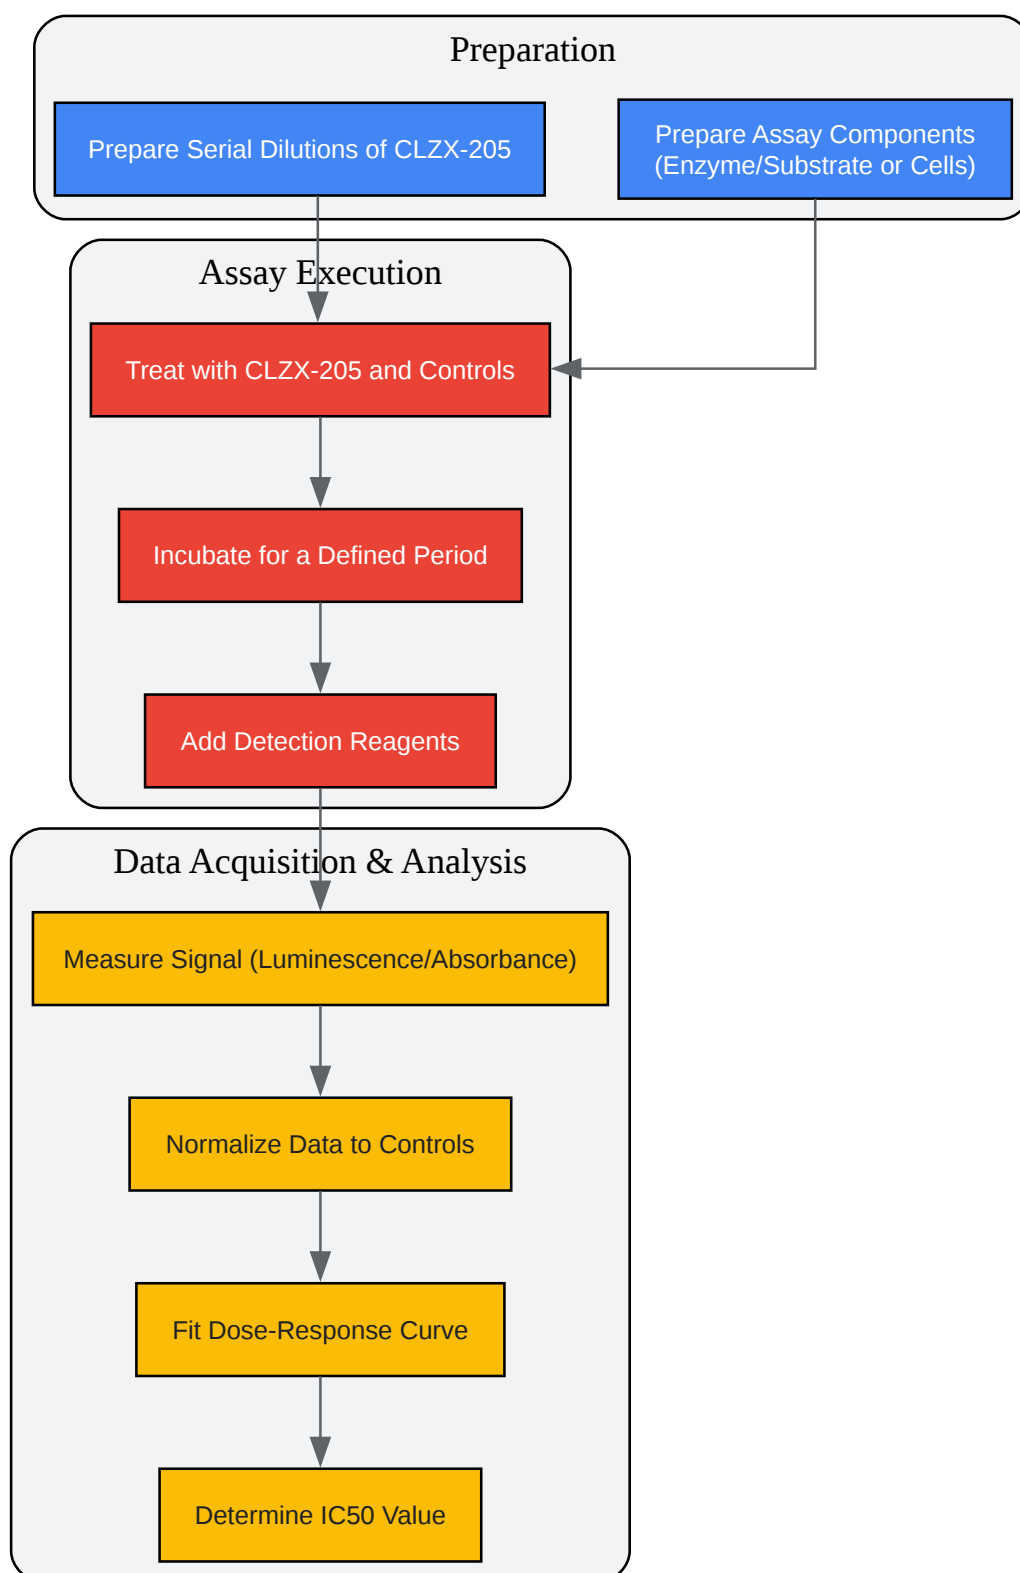 Preparation
Prepare Serial Dilutions of CLZX-205
Prepare Assay Components
(Enzyme/Substrate or Cells)
Assay Execution
Treat with CLZX-205 and Controls
Incubate for a Defined Period
Add Detection Reagents
Data Acquisition & Analysis
Measure Signal (Luminescence/Absorbance)
Normalize Data to Controls
Fit Dose-Response Curve
Determine IC50 Value